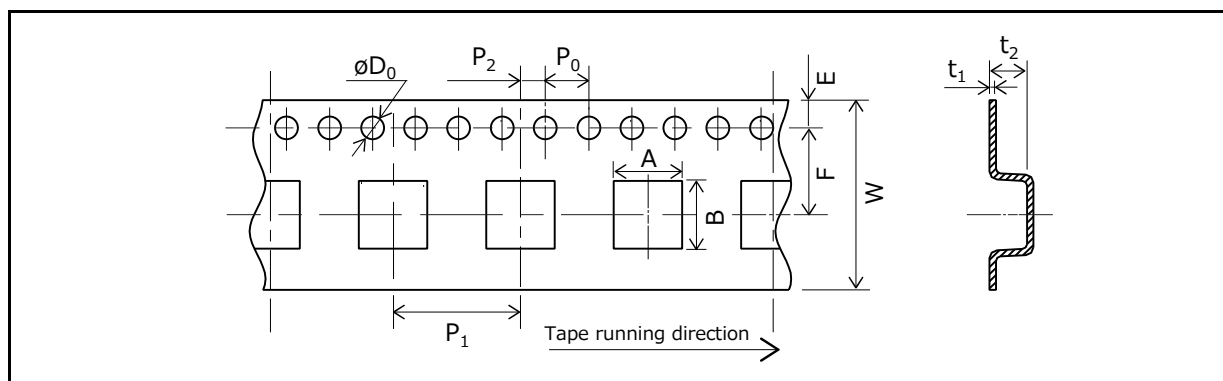 P2 P0
øD0
E
t2
t1
A
F
W
B
P1
Tape running direction